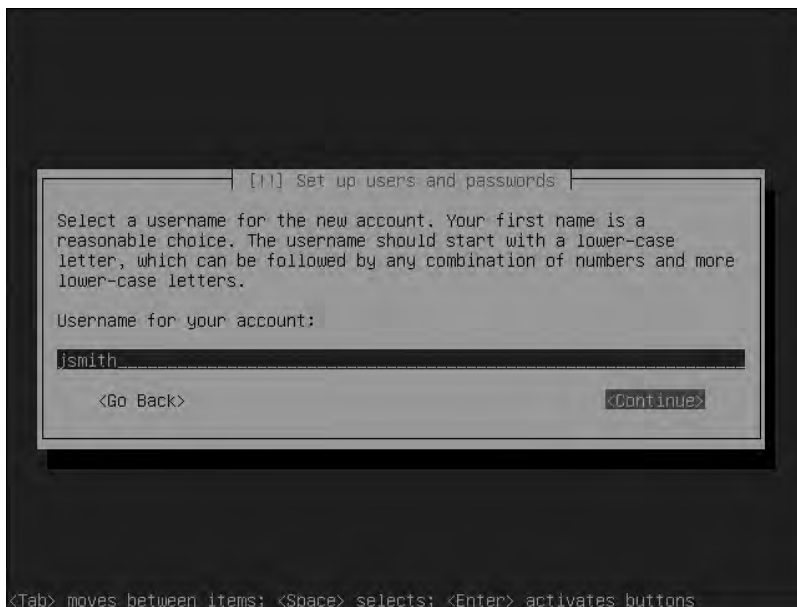 [!!] Set up users and passwords
Select a username for the new account. Your first name is a
reasonable choice. The username should start with a lower-case
letter, which can be followed by any combination of numbers and more
lower-case letters.
Username for your account:
jsmith
<Go Back> <Continue>
<Tab> moves between items; <Space> selects; <Enter> activates buttons